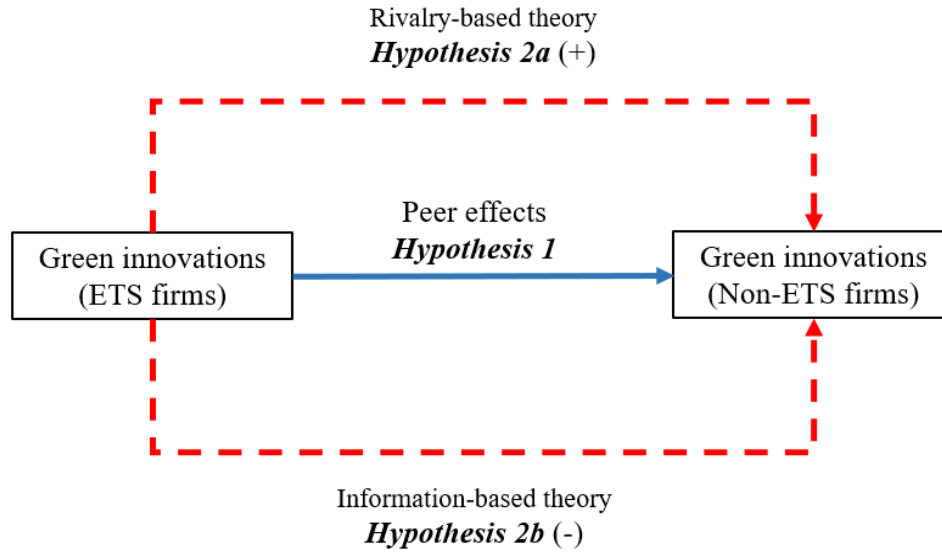 Rivalry-based theory
Hypothesis 2a (+)
Peer effects
Hypothesis 1
Green innovations
(ETS firms)
Green innovations
(Non-ETS firms)
Information-based theory
Hypothesis 2b (-)